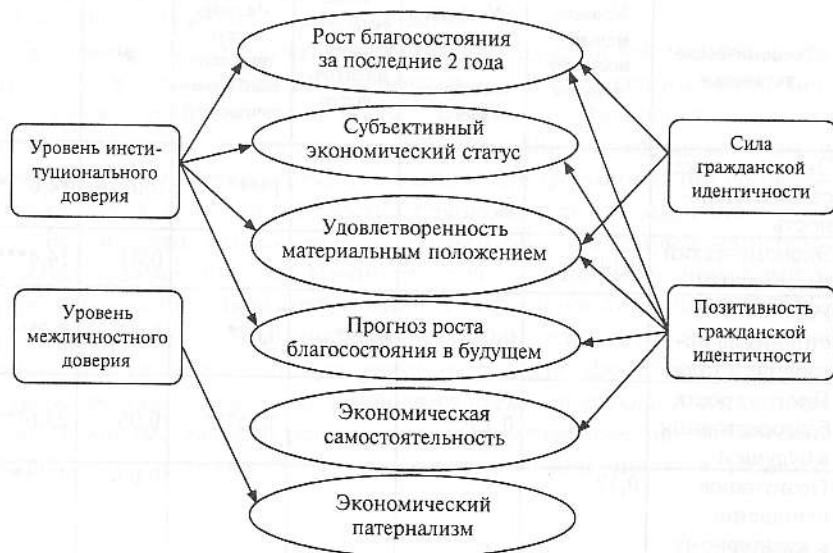 Рост благосостояния
за последние 2 года
Субъективный
экономический статус
Уровень инсти-
туционального
доверия
Сила
гражданской
идентичности
Удовлетворенность
материальным положением
Уровень
межличностного
доверия
Прогноз роста
благосостояния в будущем
Позитивность
гражданской
идентичности
Экономическая
самостоятельность
Экономический
патернализм